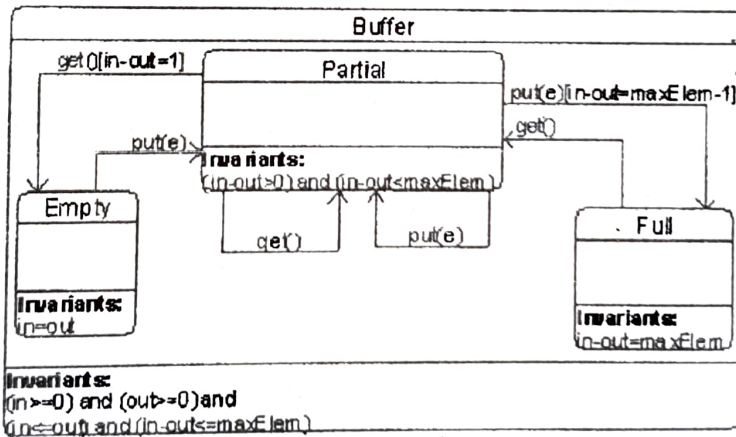 Buffer
get()[in-out=1]
Partial
put(e)[in-out=maxElem-1]
get()
put(e)
Invariants:
(in-out>0) and (in-out<maxElem)
Empty
get()
put(e)
Full
Invariants:
in=out
Invariants:
in-out=maxElem
Invariants:
(in>=0) and (out>=0) and
(in<=out) and (in-out<=maxElem)